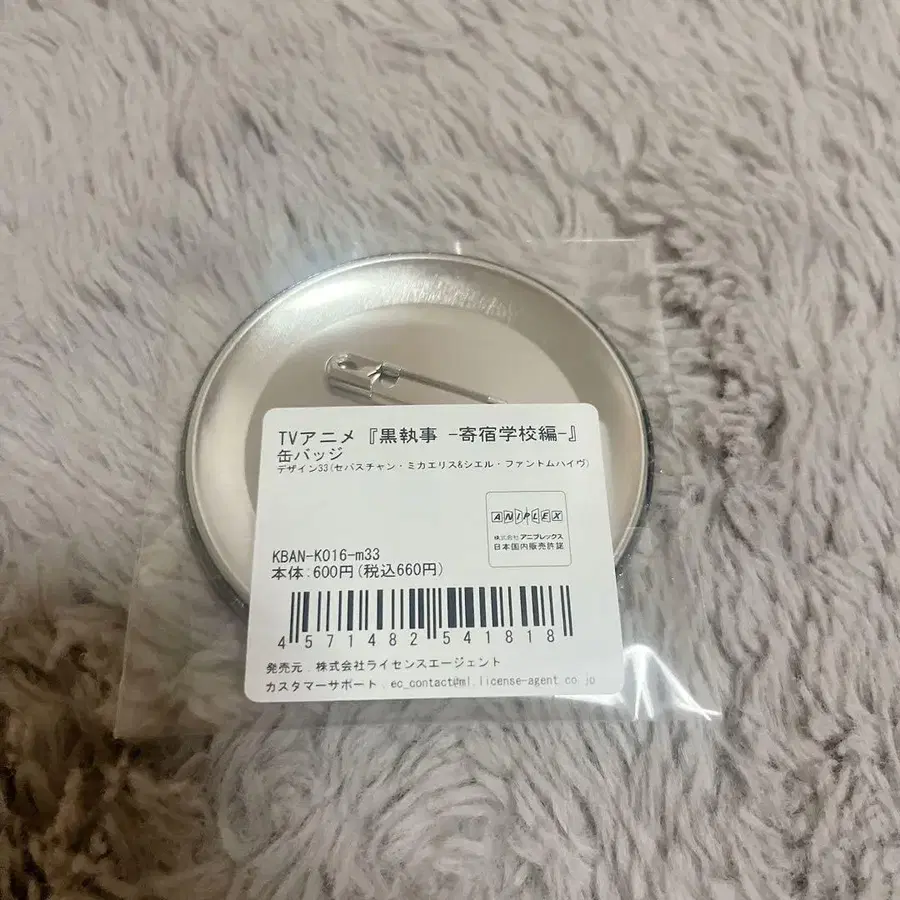 TVアニメ『黒執事 -寄宿学校編-』
缶バッジ
デザイン33(セバスチャン・ミカエリス&シエル・ファントムハイヴ)
ANIPLEX
株式会社アニプレックス
日本国内販売許諾
KBAN-K016-m33
本体:600円(税込660円)
4571482541818
発売元:株式会社ライセンスエージェント
カスタマーサポート:ec_contact@ml.license-agent.co.jp